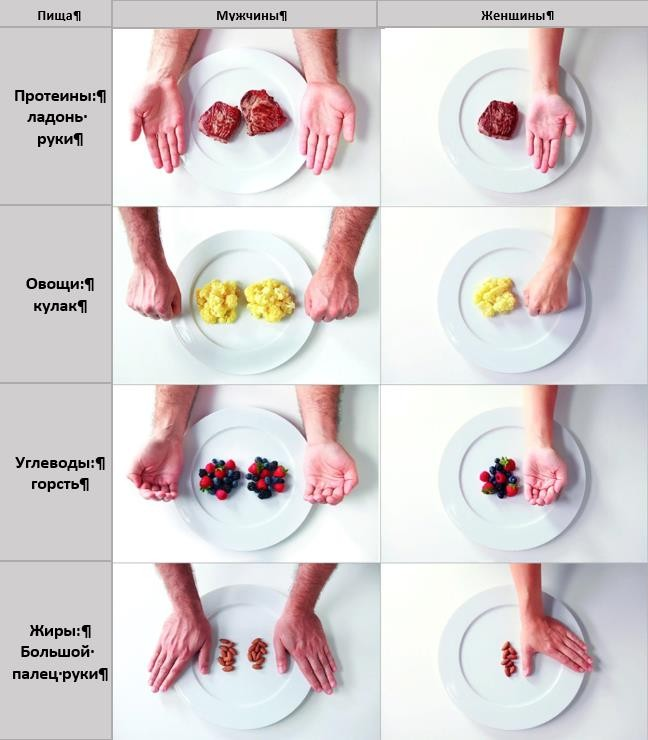 Пища¶ Мужчины¶ Женщины¶
Протеины:¶
ладонь·
руки¶
Овощи:¶
кулак¶
Углеводы:¶
горсть¶
Жиры:¶
Большой·
палец·руки¶